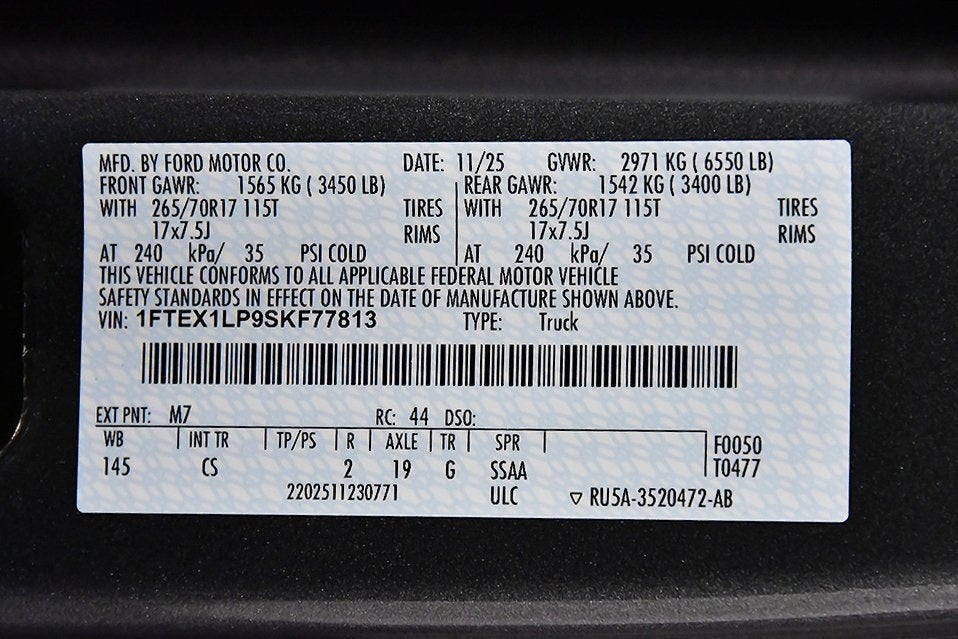 MFD. BY FORD MOTOR CO. DATE: 11/25 GVWR: 2971 KG ( 6550 LB)
FRONT GAWR: 1565 KG ( 3450 LB) REAR GAWR: 1542 KG ( 3400 LB)
WITH 265/70R17 115T TIRES WITH 265/70R17 115T TIRES
17x7.5J RIMS 17x7.5J RIMS
AT 240 kPa/ 35 PSI COLD AT 240 kPa/ 35 PSI COLD
THIS VEHICLE CONFORMS TO ALL APPLICABLE FEDERAL MOTOR VEHICLE
SAFETY STANDARDS IN EFFECT ON THE DATE OF MANUFACTURE SHOWN ABOVE.
VIN: 1FTEX1LP9SKF77813 TYPE: Truck
EXT PNT: M7 RC: 44 DSO:
WB INT TR TP/PS R AXLE TR SPR F0050
145 CS 2 19 G SSAA T0477
2202511230771 ULC ▽ RU5A-3520472-AB